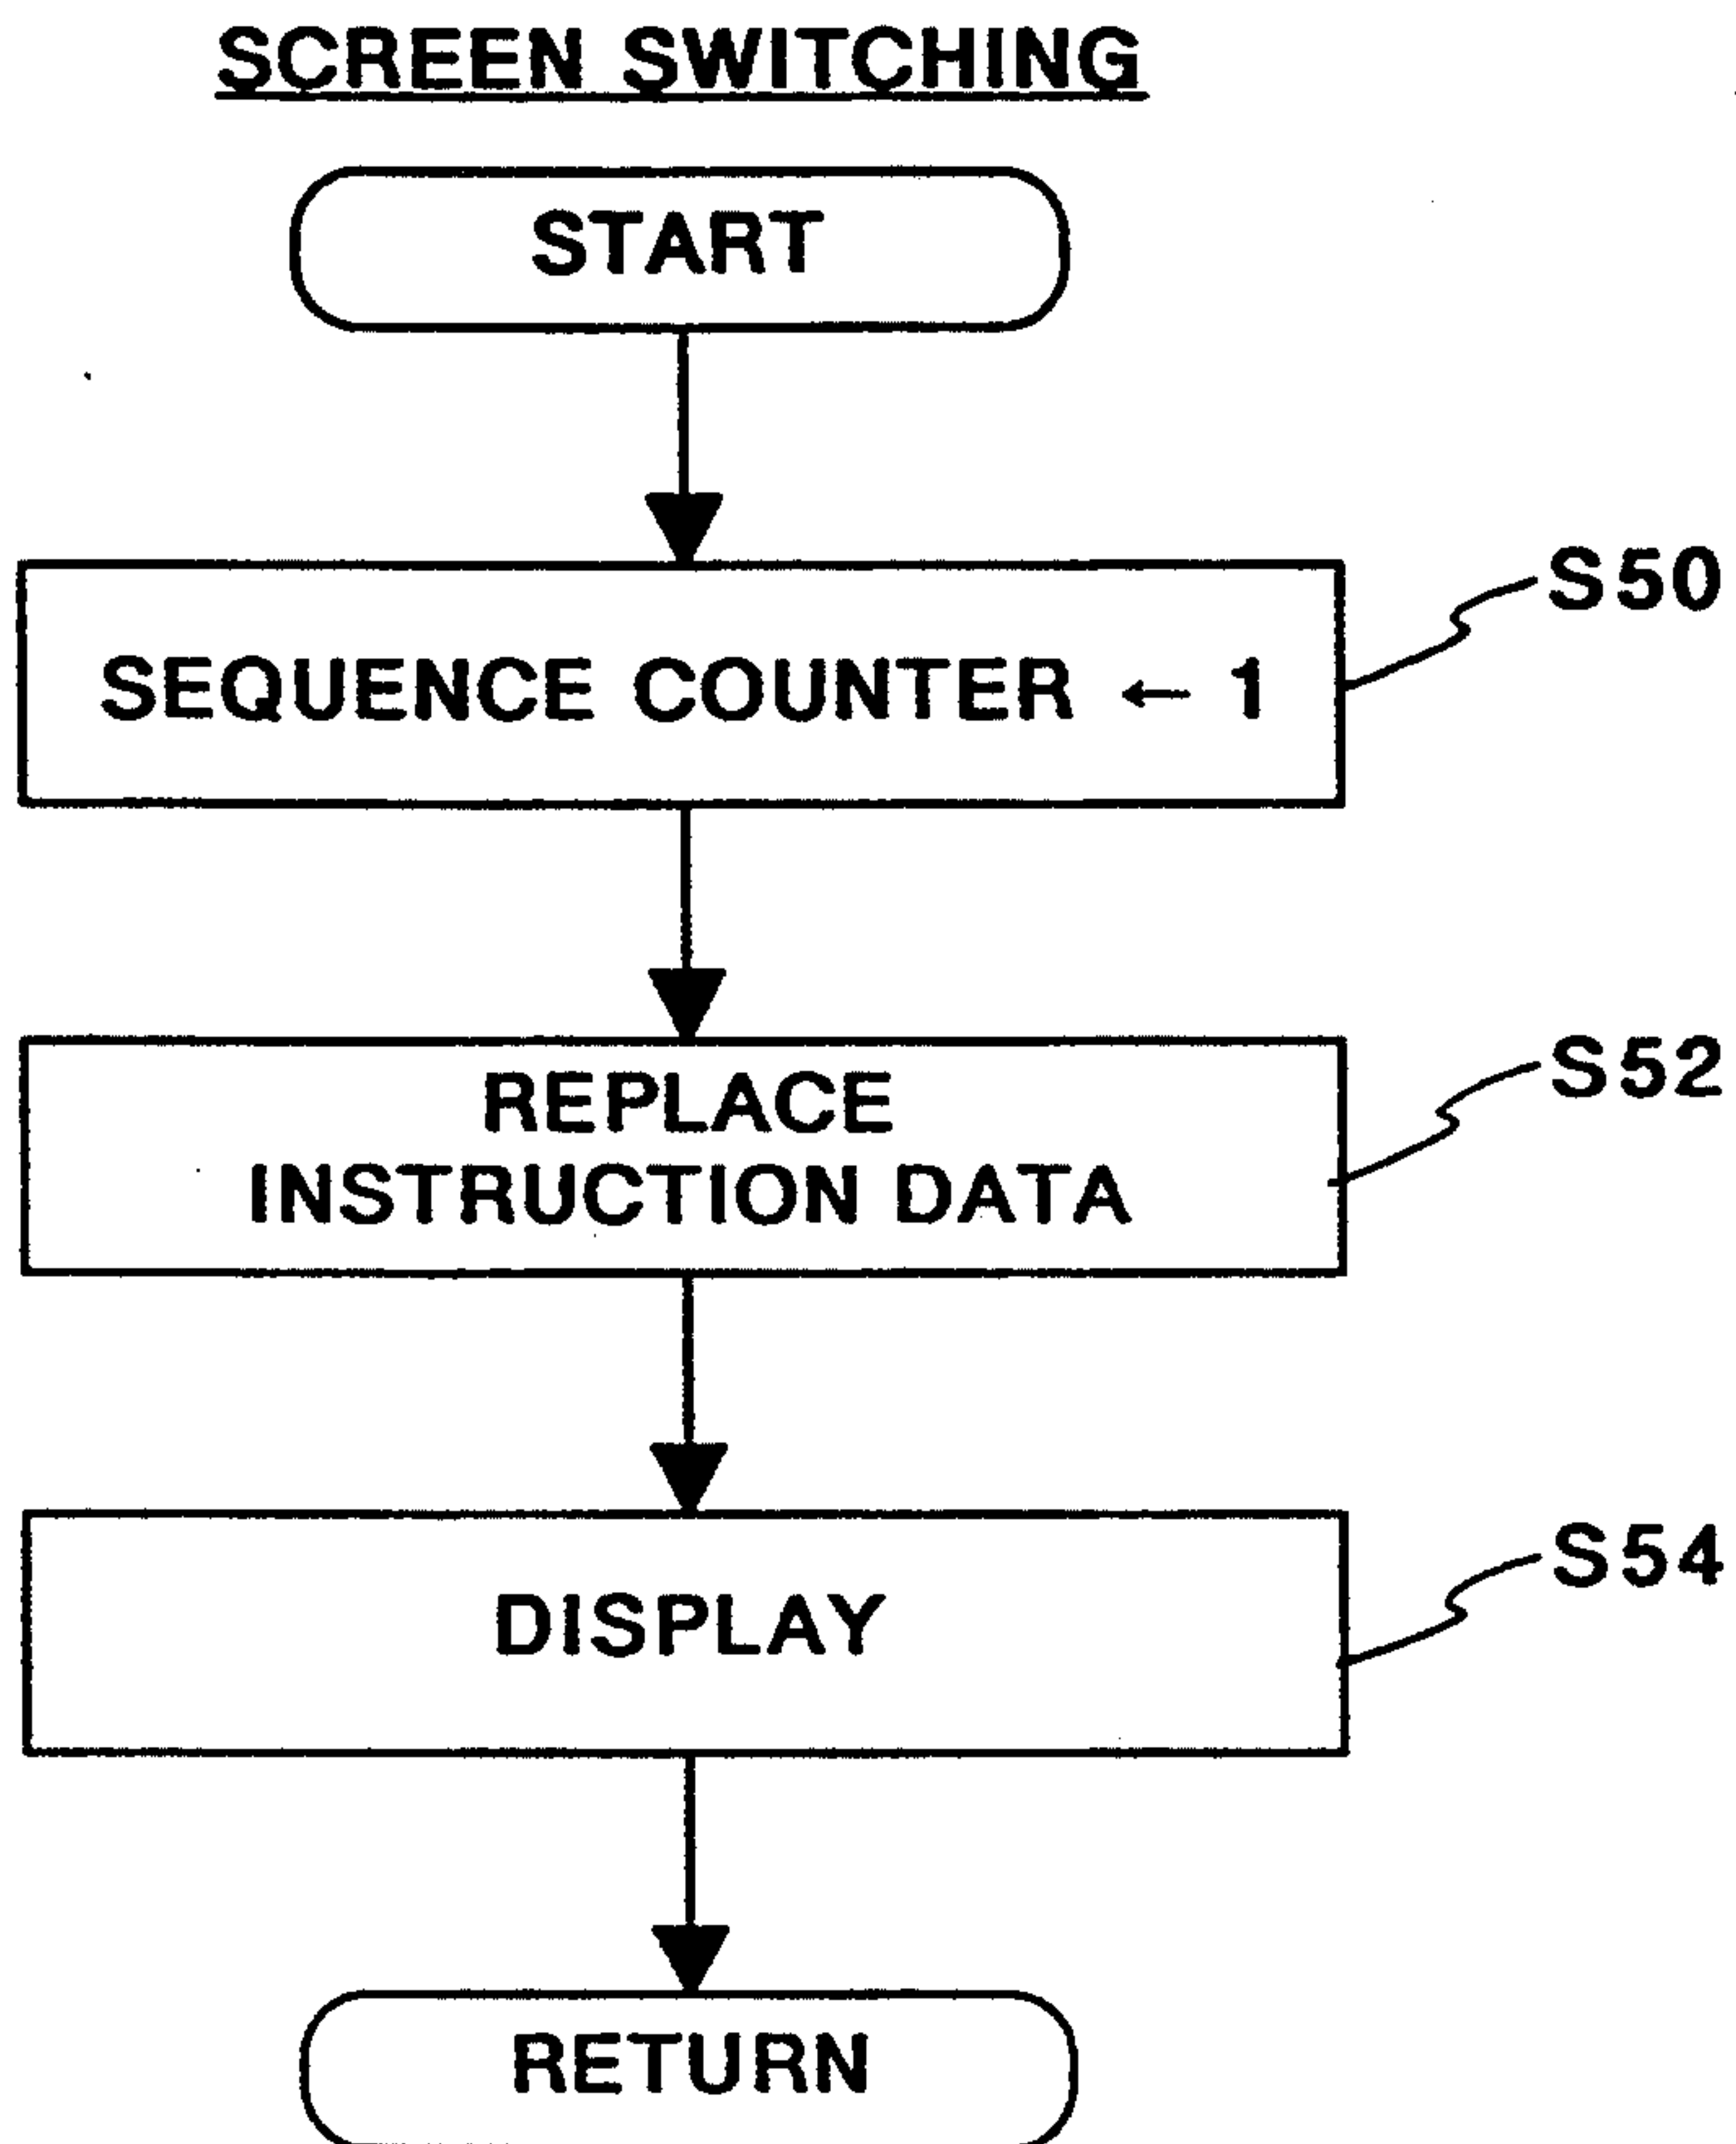 SCREEN SWITCHING
START
S50
SEQUENCE COUNTER ← 1
S52
REPLACE
INSTRUCTION DATA
S54
DISPLAY
RETURN